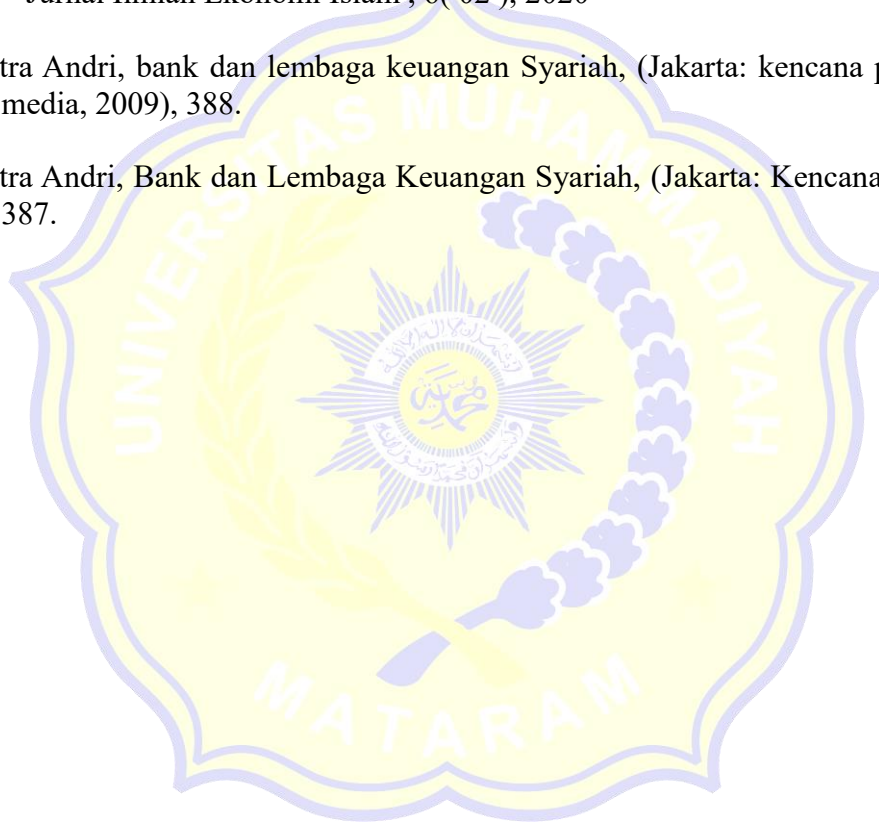 Jurnal Ilmiah Ekonomi Islam , 6( 02 ), 2020
tra Andri, bank dan lembaga keuangan Syariah, (Jakarta: kencana p
media, 2009), 388.
tra Andri, Bank dan Lembaga Keuangan Syariah, (Jakarta: Kencana
387.
UNIVERSITAS MUHAMMADIYAH
MATARAM